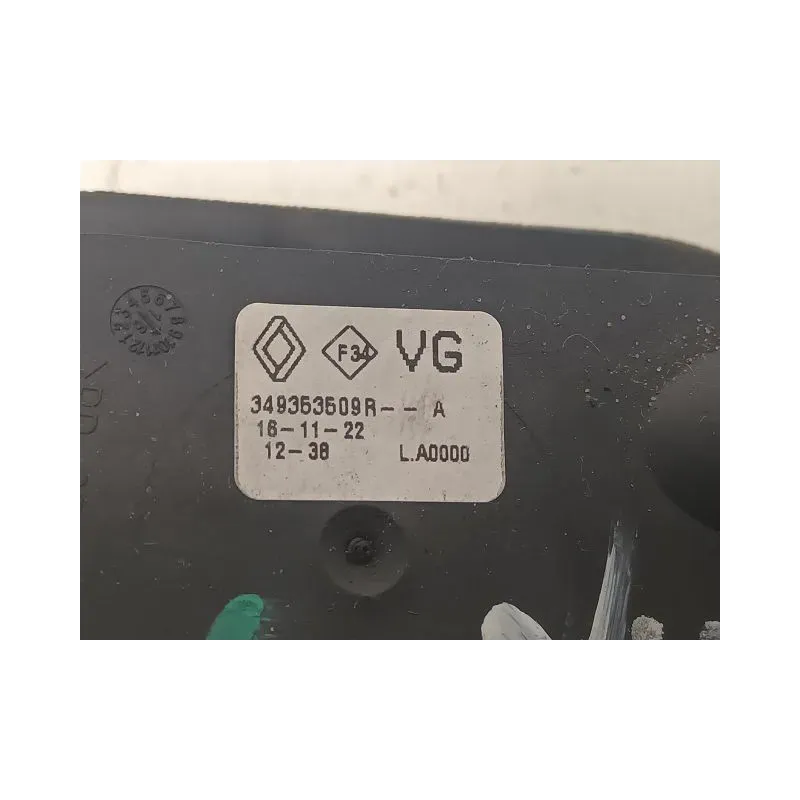 F34 VG
349353509R-- A
16-11-22
12-38 L.A0000